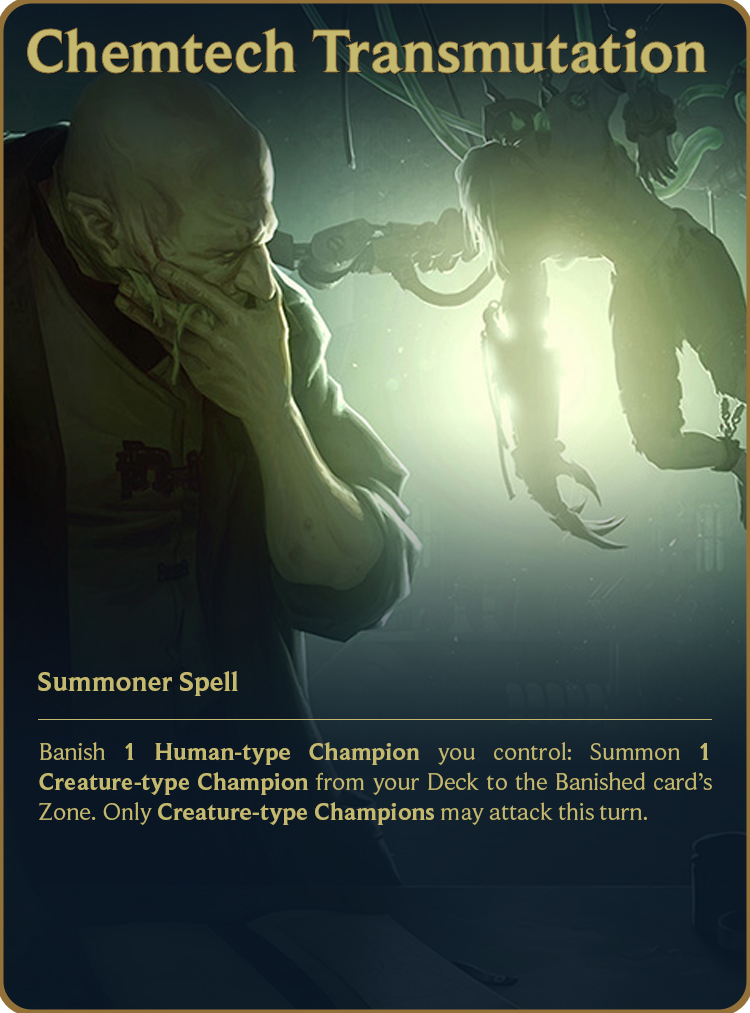 Chemtech Transmutation
Summoner Spell
Banish 1 Human-type Champion you control: Summon 1
Creature-type Champion from your Deck to the Banished card's
Zone. Only Creature-type Champions may attack this turn.